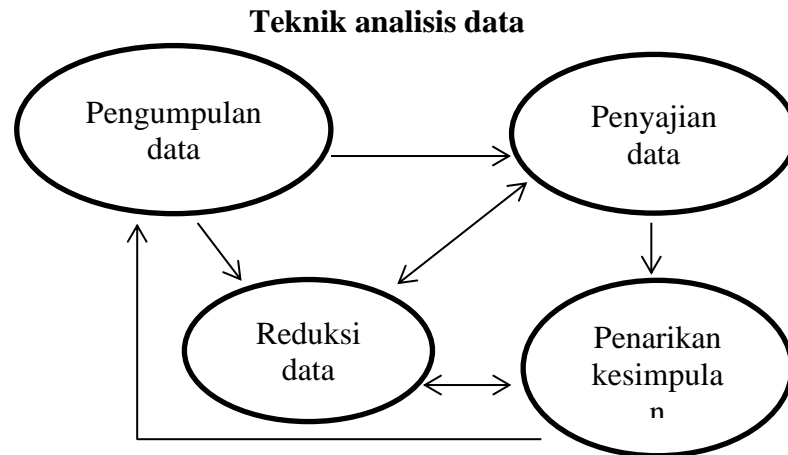 Teknik analisis data
Pengumpulan
data
Penyajian
data
Reduksi
data
Penarikan
kesimpula
n